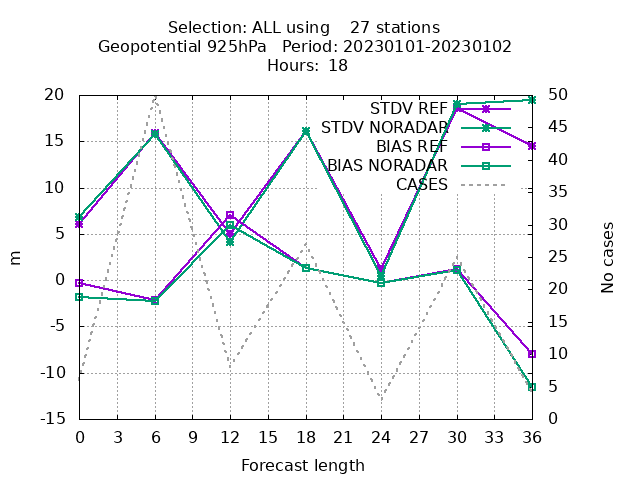 Selection: ALL using    27 stations
Geopotential 925hPa   Period: 20230101-20230102
Hours:  18
STDV REF
STDV NORADAR
BIAS REF
BIAS NORADAR
CASES
20
15
10
5
0
-5
-10
-15
m
50
45
40
35
30
25
20
15
10
5
0
No cases
0 3 6 9 12 15 18 21 24 27 30 33 36
Forecast length